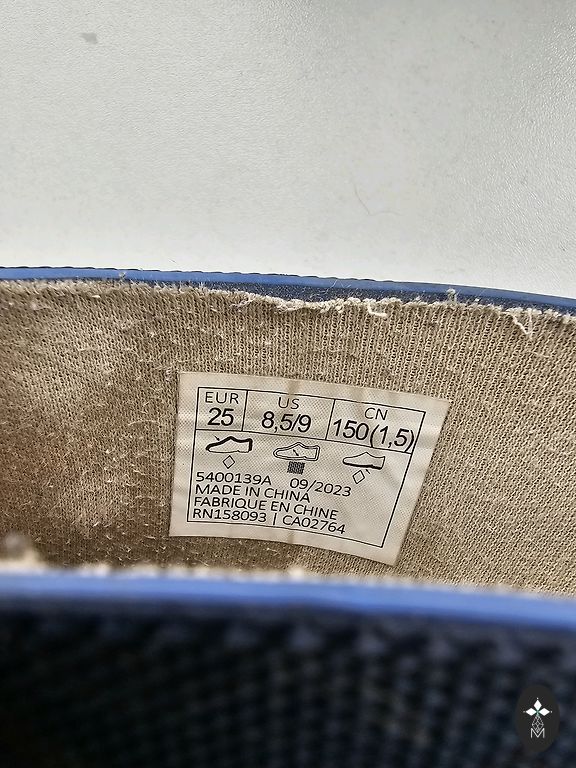 EUR US CN
25 8,5/9 150(1,5)
5400139A 09/2023
MADE IN CHINA
FABRIQUE EN CHINE
RN158093 | CA02764
M